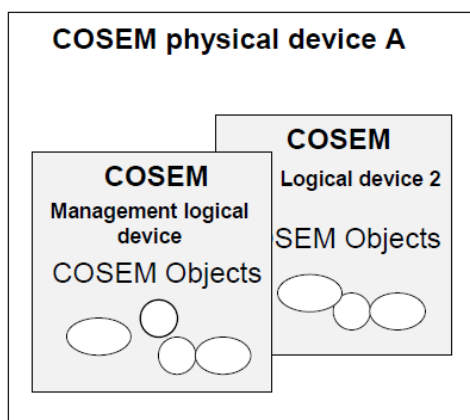 COSEM physical device A
COSEM
Logical device 2
SEM Objects
COSEM
Management logical
device
COSEM Objects